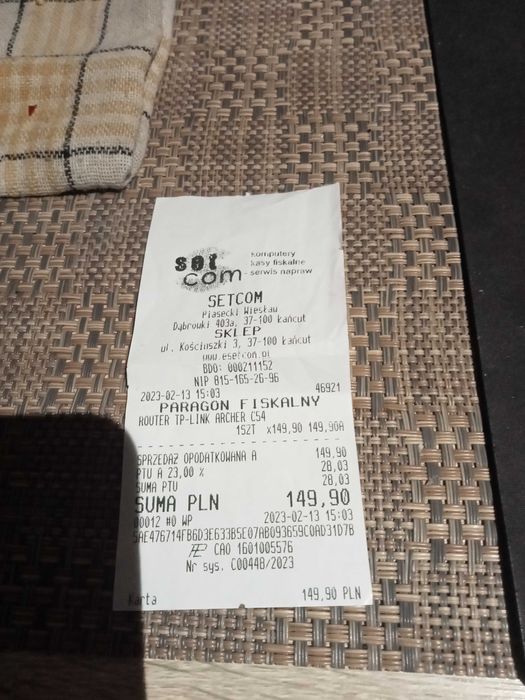 set com
komputery
kasy fiskalne
serwis napraw
SETCOM
Piasecki Wiesław
Dąbrówki 403a, 37-100 Łańcut
SKLEP
ul. Kościuszki 3, 37-100 Łańcut
www.esetcom.pl
BDO: 000211152
NIP 815-165-26-96
2023-02-13 15:03 46921
PARAGON FISKALNY
ROUTER TP-LINK ARCHER C54
1SZT x149,90 149,90A
SPRZEDAŻ OPODATKOWANA A 149,90
PTU A 23,00 % 28,03
SUMA PTU 28,03
SUMA PLN 149,90
00012 #0 WP 2023-02-13 15:03
5AE476714FB6D3E633B5E07AB093659C0AD31D7B
CAO 1601005576
Nr sys. C00448/2023
Karta 149,90 PLN